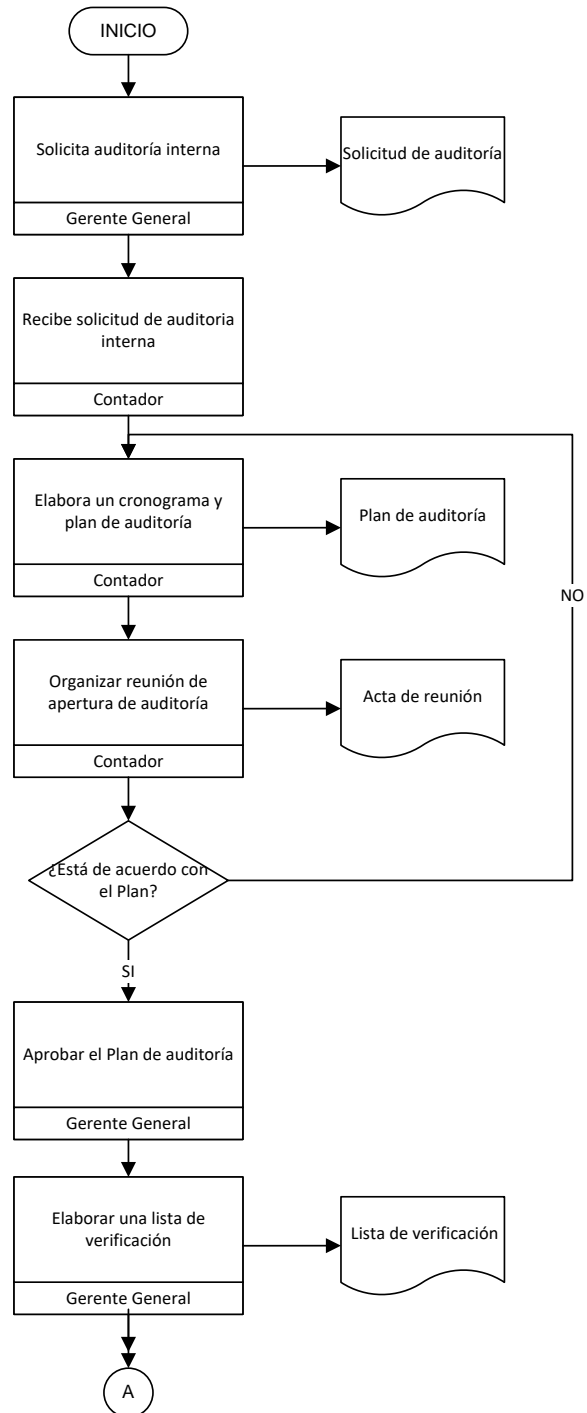 INICIO
Solicita auditoría interna
Gerente General
Solicitud de auditoría
Recibe solicitud de auditoria
interna
Contador
Elabora un cronograma y
plan de auditoría
Contador
Plan de auditoría
NO
Organizar reunión de
apertura de auditoría
Contador
Acta de reunión
¿Está de acuerdo con
el Plan?
SI
Aprobar el Plan de auditoría
Gerente General
Elaborar una lista de
verificación
Gerente General
Lista de verificación
A